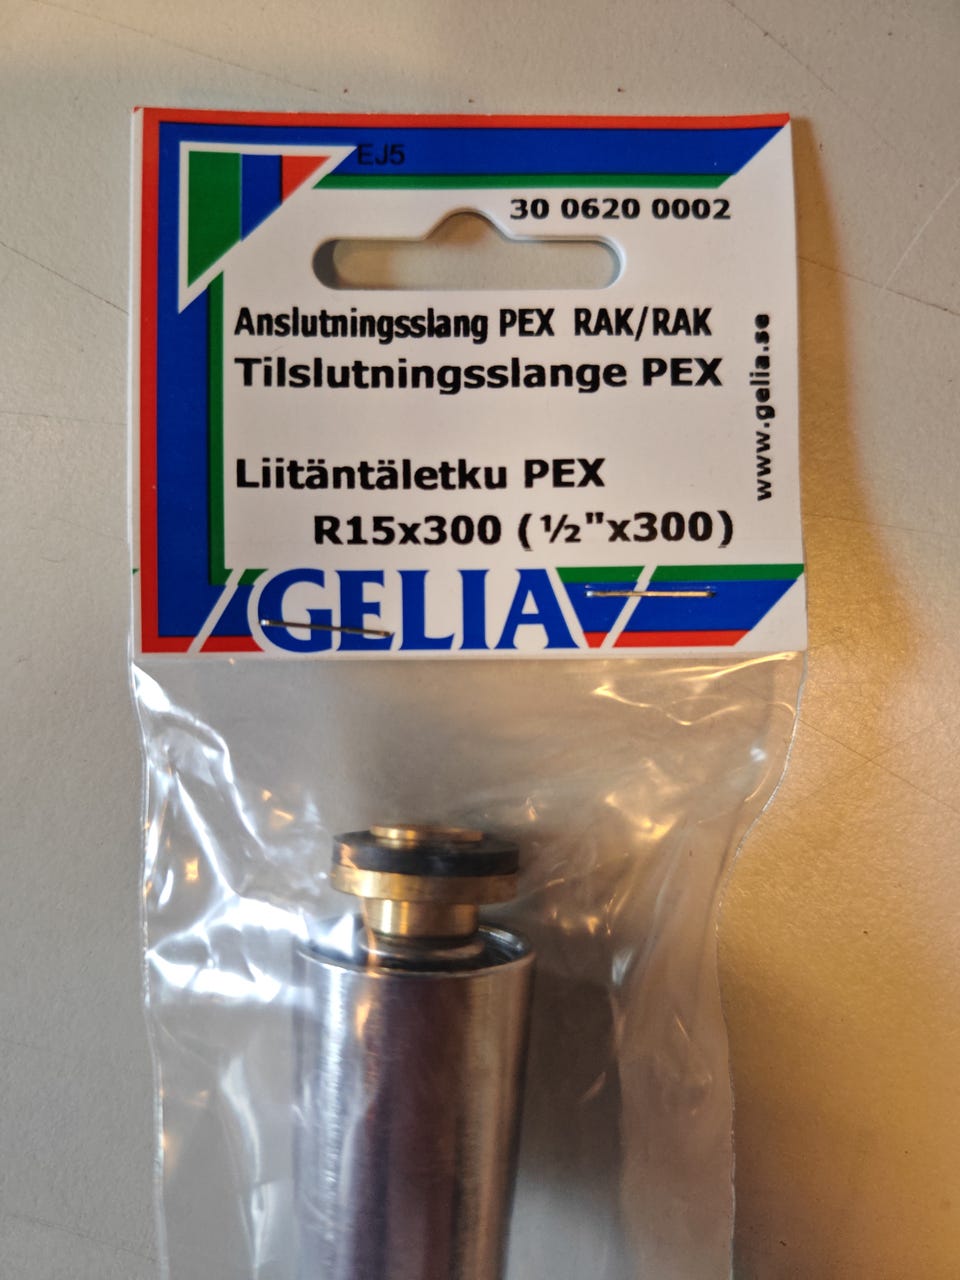 EJ5
30 0620 0002
Anslutningsslang PEX RAK/RAK
Tilslutningsslange PEX
Liitäntäletku PEX
R15x300 (½"x300)
www.gelia.se
GELIA